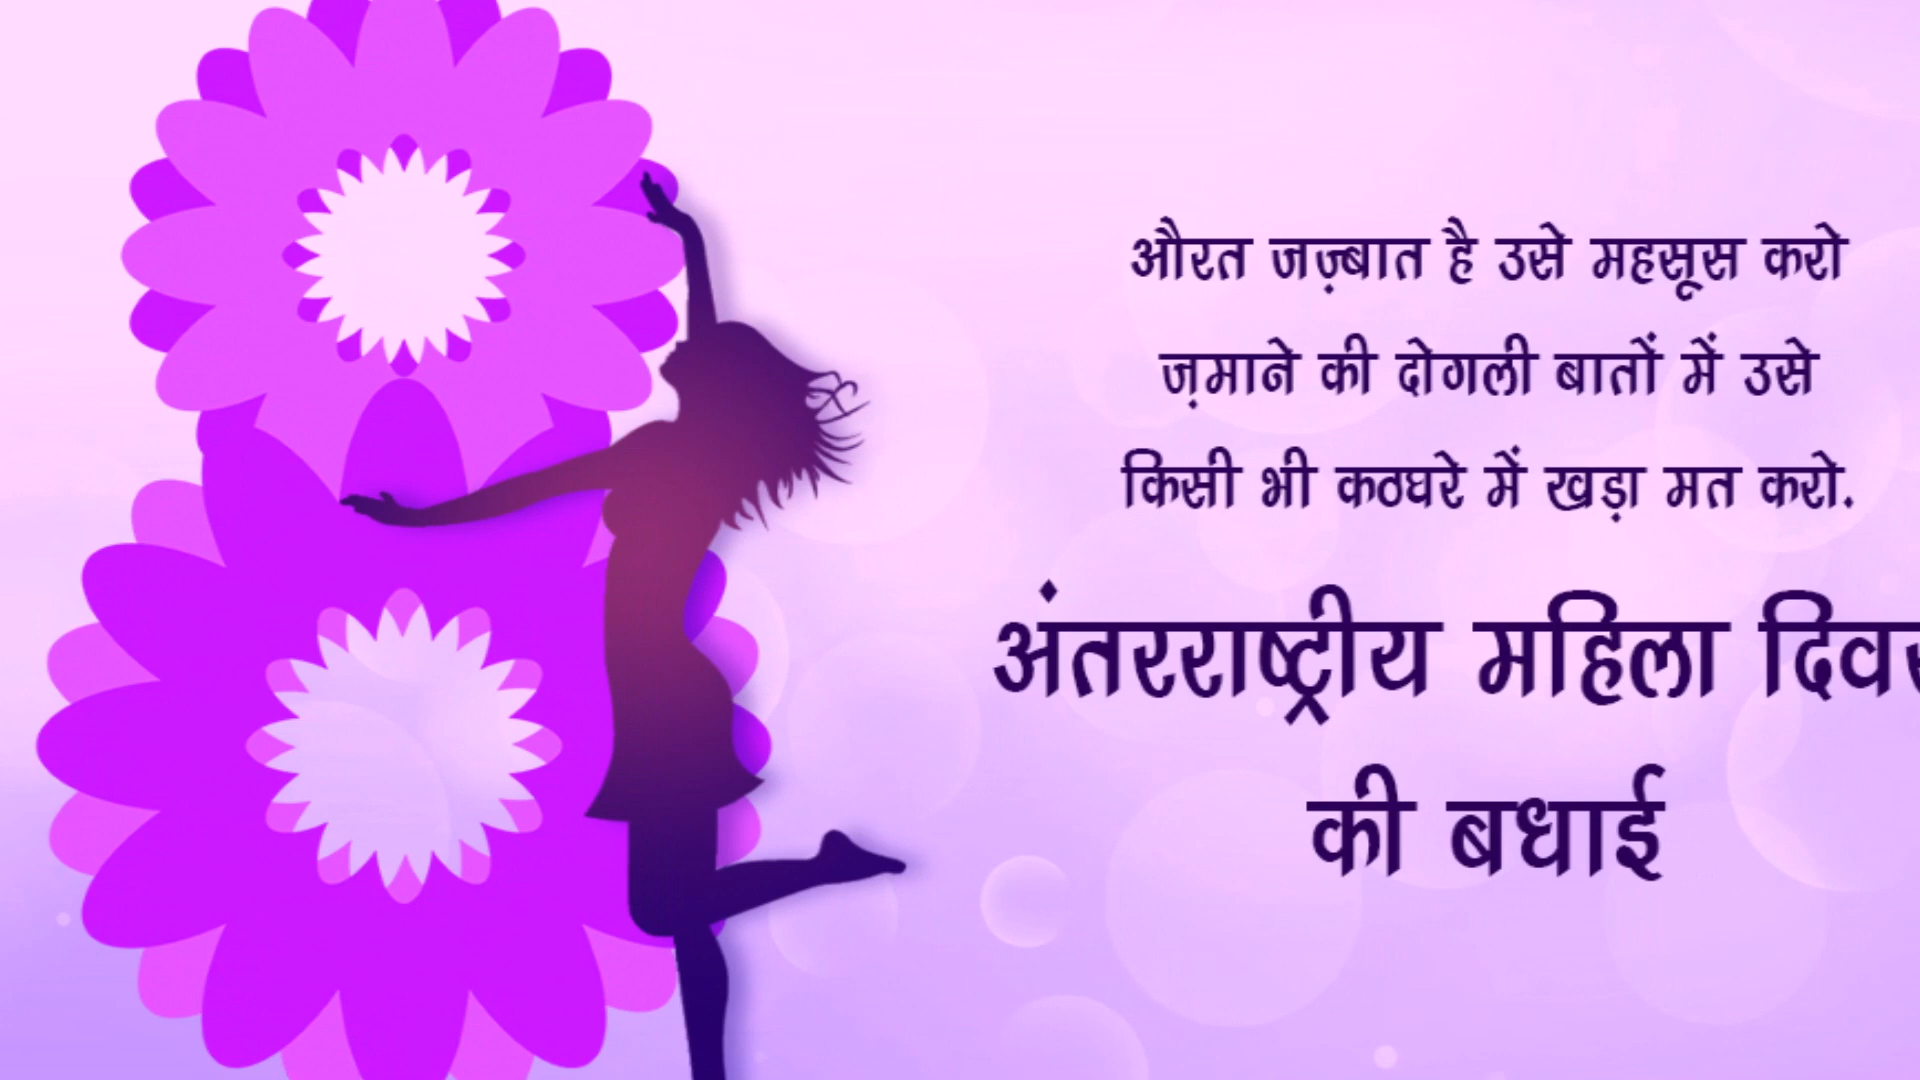 औरत जज़्बात है उसे महसूस करो
ज़माने की दोगली बातों में उसे
किसी भी कठघरे में खड़ा मत करो.
अंतरराष्ट्रीय महिला
की बधाई